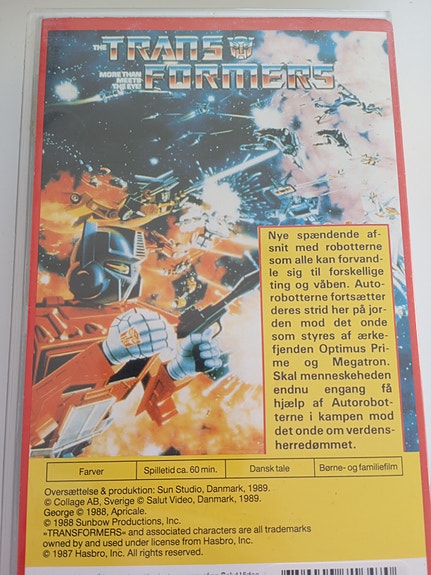 THE TRANSFORMERS
MORE THAN
MEETS
THE EYE!
Nye spændende af-
snit med robotterne
som alle kan forvand-
le sig til forskellige
ting og våben. Auto-
robotterne fortsætter
deres strid her på jor-
den mod det onde
som styres af ærke-
fjenden Optimus Pri-
me og Megatron.
Skal menneskeheden
endnu engang få
hjælp af Autorobot-
terne i kampen mod
det onde om verdens-
herredømmet.
Farver
Spilletid ca. 60 min.
Dansk tale
Børne- og familiefilm
Oversættelse & produktion: Sun Studio, Danmark, 1989.
© Collage AB, Sverige © Salut Video, Danmark, 1989.
George © 1988, Apricale.
© 1988 Sunbow Productions, Inc.
»TRANSFORMERS« and associated characters are all trademarks
owned by and used under license from Hasbro, Inc.
© 1987 Hasbro, Inc. All rights reserved.